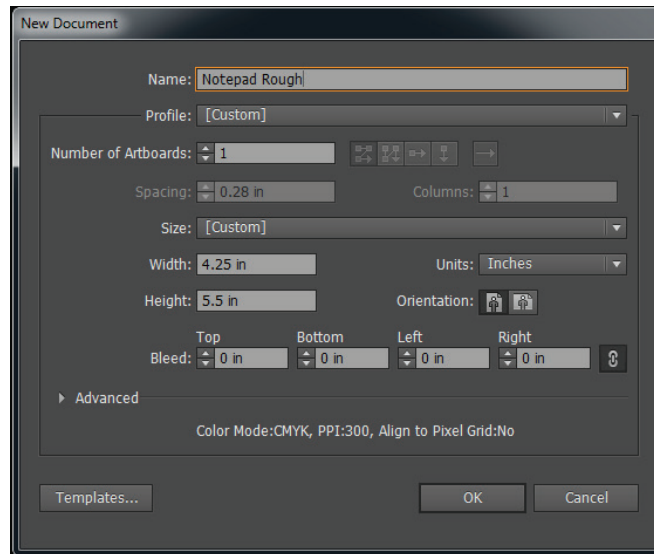 New Document
Name: Notepad Rough
Profile: [Custom]
Number of Artboards: 1
Spacing: 0.28 in Columns: 1
Size: [Custom]
Width: 4.25 in Units: Inches
Height: 5.5 in Orientation:
Top Bottom Left Right
Bleed: 0 in 0 in 0 in 0 in
Advanced
Color Mode:CMYK, PPI:300, Align to Pixel Grid:No
Templates... OK Cancel